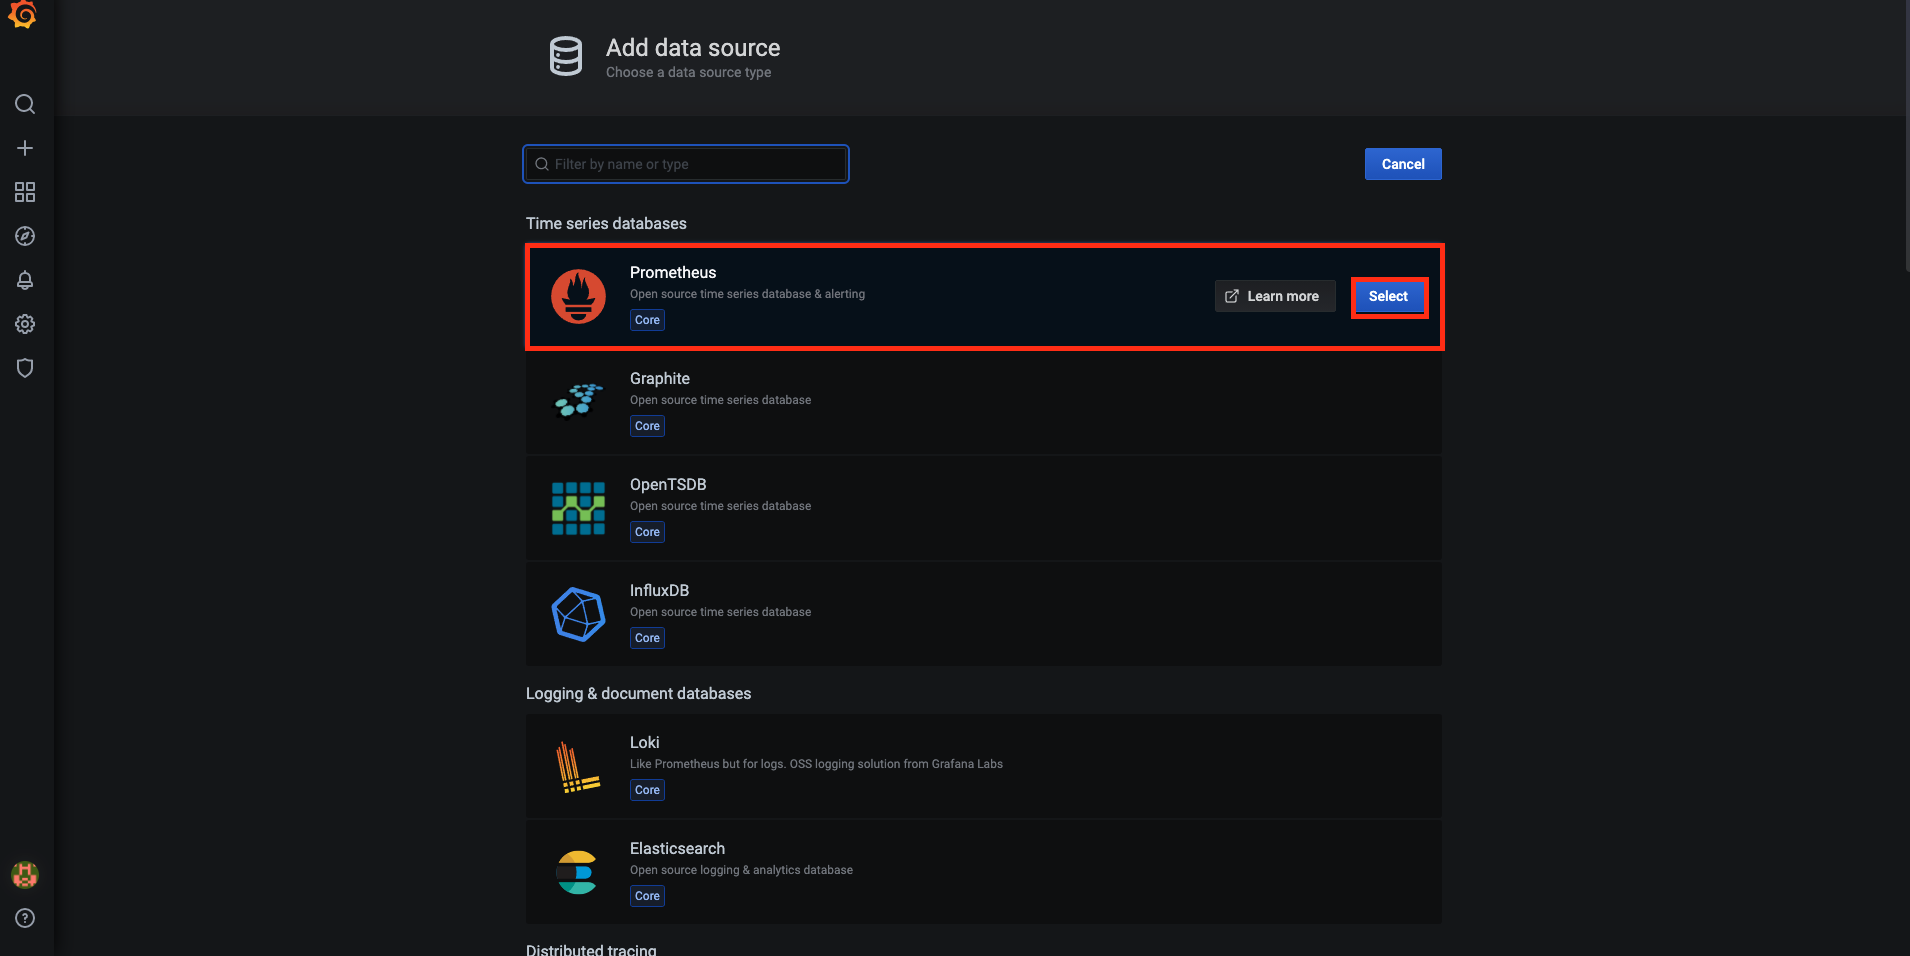 Add data source
Choose a data source type
Filter by name or type
Cancel
Time series databases
Prometheus
Open source time series database & alerting
Core
Learn more
Select
Graphite
Open source time series database
Core
OpenTSDB
Open source time series database
Core
InfluxDB
Open source time series database
Core
Logging & document databases
Loki
Like Prometheus but for logs. OSS logging solution from Grafana Labs
Core
Elasticsearch
Open source logging & analytics database
Core
Distributed tracing